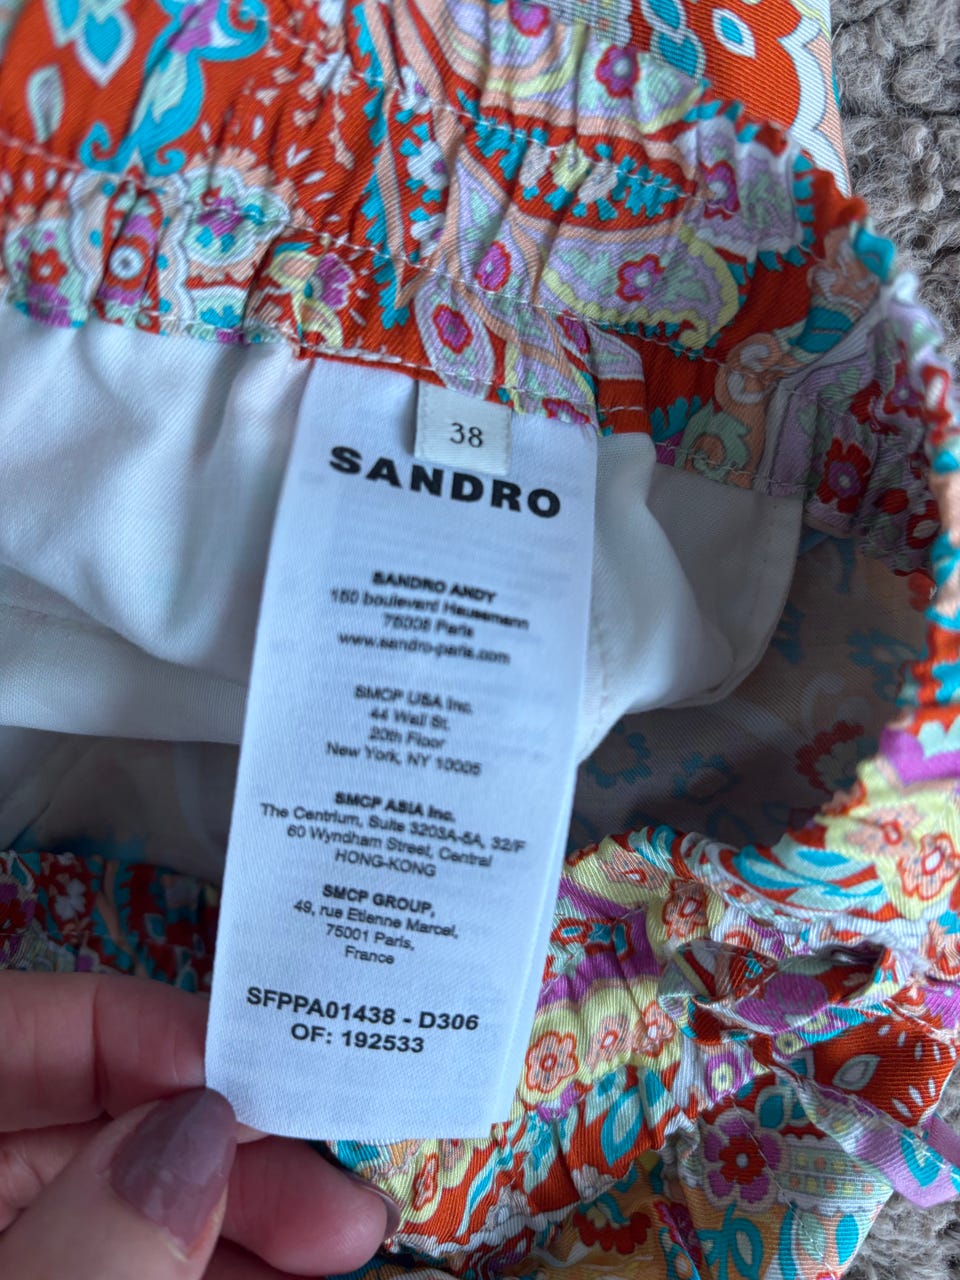 38
SANDRO
SANDRO ANDY
150 boulevard Haussmann
75008 Paris
www.sandro-paris.com
SMCP USA Inc.
44 Wall St.
20th Floor
New York, NY 10005
SMCP ASIA Inc.
The Centrium, Suite 3203A-5A, 32/F
60 Wyndham Street, Central
HONG-KONG
SMCP GROUP,
49, rue Etienne Marcel,
75001 Paris,
France
SFPPA01438 - D306
OF: 192533